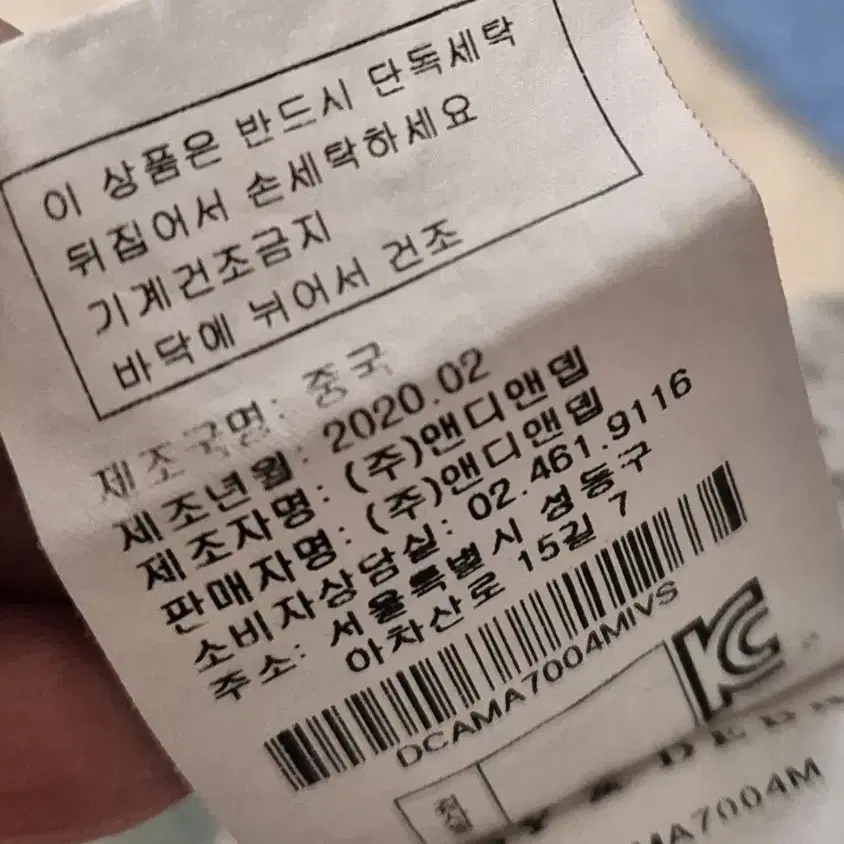 이 상품은 반드시 단독세탁
뒤집어서 손세탁하세요
기계건조금지
바닥에 뉘어서 건조
제조국명: 중국
제조년월: 2020.02
제조자명: (주)앤디앤뎁
판매자명: (주)앤디앤뎁
소비자상담실: 02.461.9116
주소: 서울특별시 성동구
아차산로 15길 7
DCAMA7004MIVS
KC
MA7004M